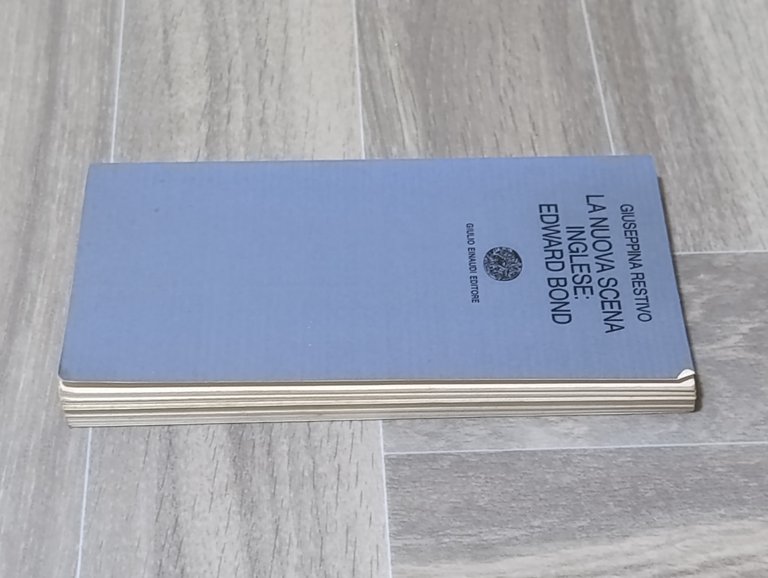 GIUSEPPINA RESTIVO
LA NUOVA SCENA
INGLESE:
EDWARD BOND
GIULIO EINAUDI EDITORE